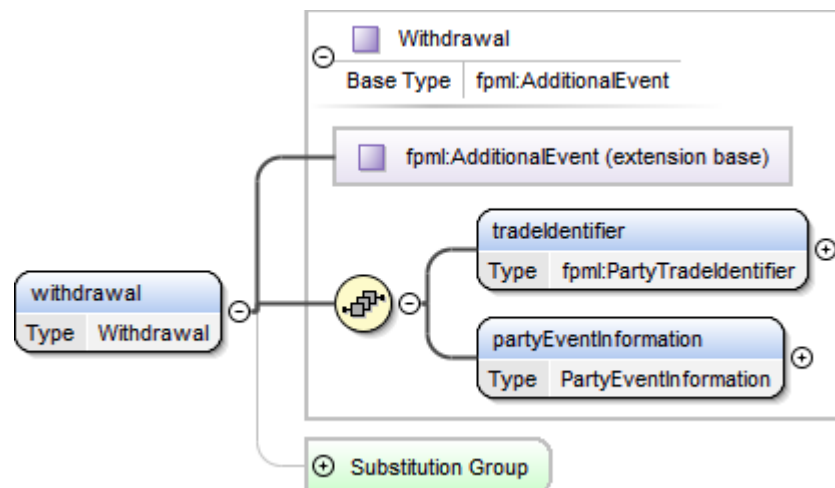 Withdrawal
Base Type fpml:AdditionalEvent
fpml:AdditionalEvent (extension base)
tradeIdentifier
Type fpml:PartyTradeIdentifier
withdrawal
Type Withdrawal
partyEventInformation
Type PartyEventInformation
Substitution Group